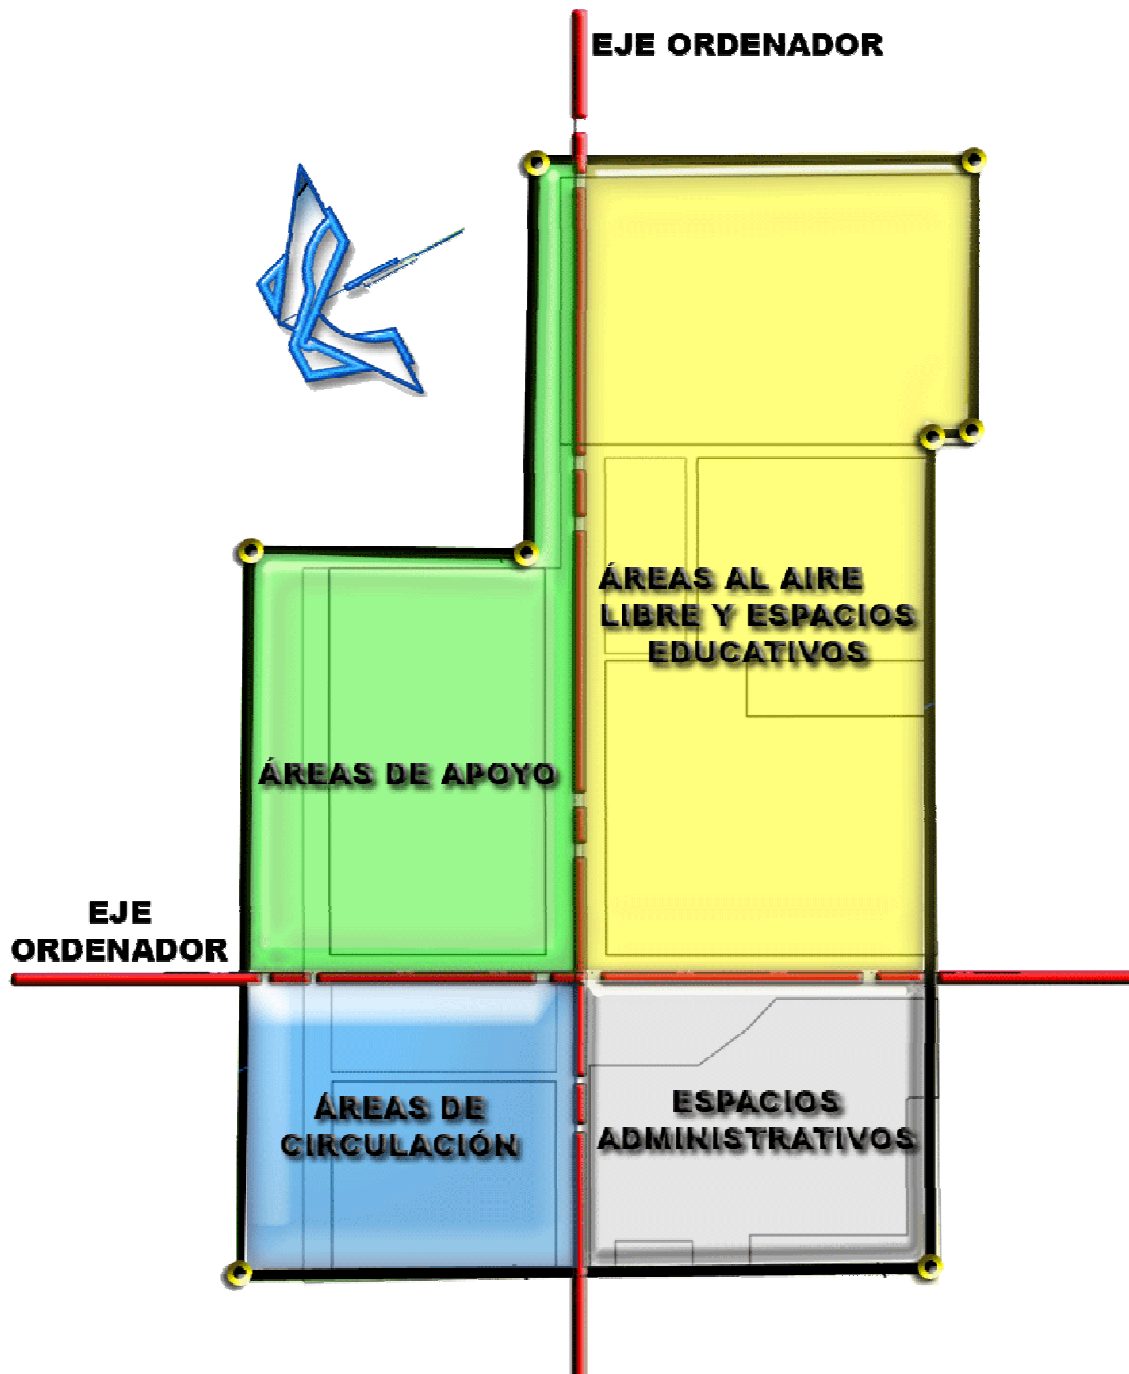 EJE ORDENADOR
ÁREAS AL AIRE
LIBRE Y ESPACIOS
EDUCATIVOS
ÁREAS DE APOYO
EJE
ORDENADOR
ÁREAS DE
CIRCULACIÓN
ESPACIOS
ADMINISTRATIVOS